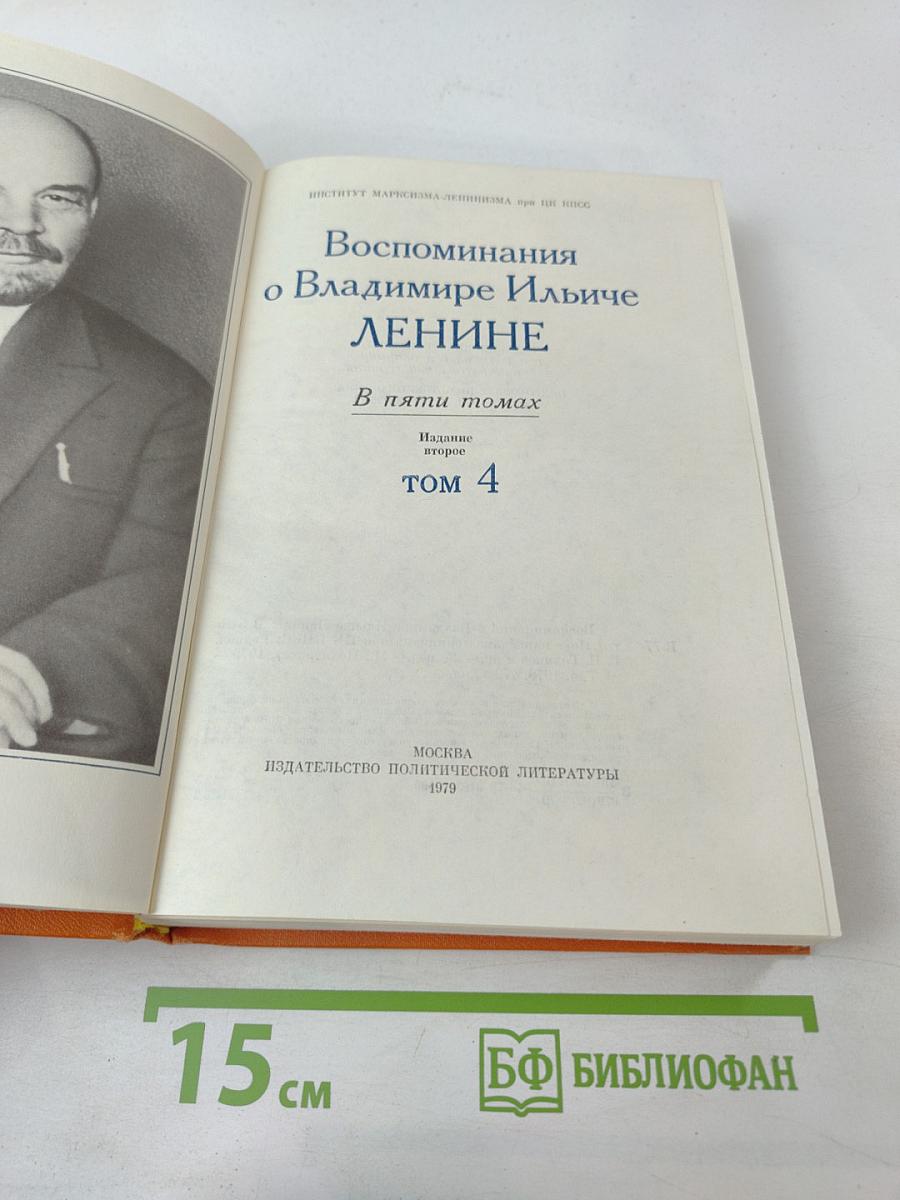 ИНСТИТУТ МАРКСИЗМА-ЛЕНИНИЗМА при ЦК КПСС
Воспоминания
о Владимире Ильиче
ЛЕНИНЕ
В пяти томах
Издание
второе
том 4
МОСКВА
ИЗДАТЕЛЬСТВО ПОЛИТИЧЕСКОЙ ЛИТЕРАТУРЫ
1979
15 см
БФ БИБЛИОФАН